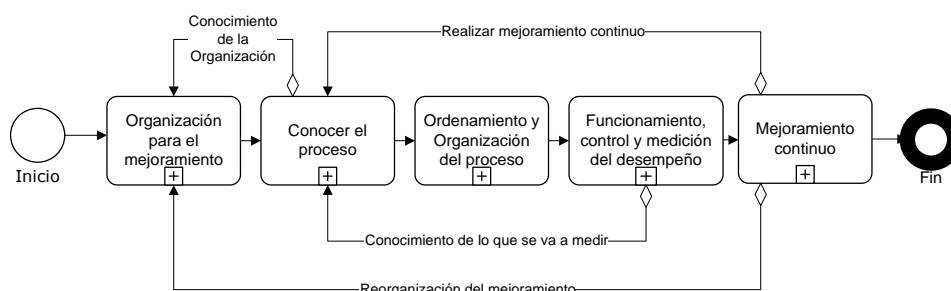 Conocimiento
de la
Organización
Realizar mejoramiento continuo
Inicio
Organización
para el
mejoramiento
Conocer el
proceso
Ordenamiento y
Organización
del proceso
Funcionamiento,
control y medición
del desempeño
Mejoramiento
continuo
Fin
Conocimiento de lo que se va a medir
Reorganización del mejoramiento